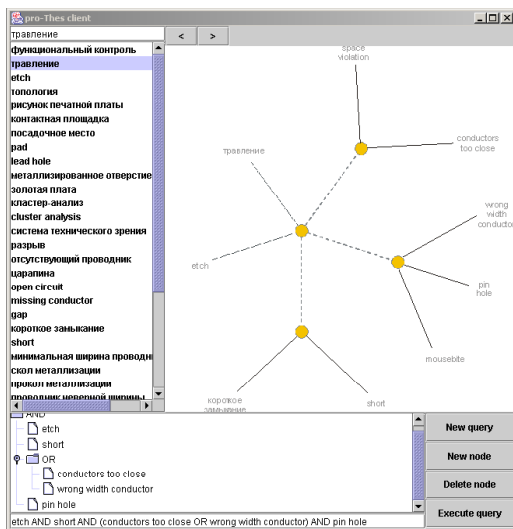 pro-Thes client
травление
< >
функциональный контроль
травление
etch
топология
рисунок печатной платы
контактная площадка
посадочное место
pad
lead hole
металлизированное отверстие
золотая плата
кластер-анализ
cluster analysis
система технического зрения
разрыв
отсутствующий проводник
царапина
open circuit
missing conductor
gap
короткое замыкание
short
минимальная ширина проводн
скол металлизации
прокол металлизации
проводник неверной ширины
space
violation
conductors
too close
травление
wrong
width
conductor
etch
pin
hole
mousebite
короткое
замыкание
short
AND
etch
short
OR
conductors too close
wrong width conductor
pin hole
New query
New node
Delete node
Execute query
etch AND short AND (conductors too close OR wrong width conductor) AND pin hole